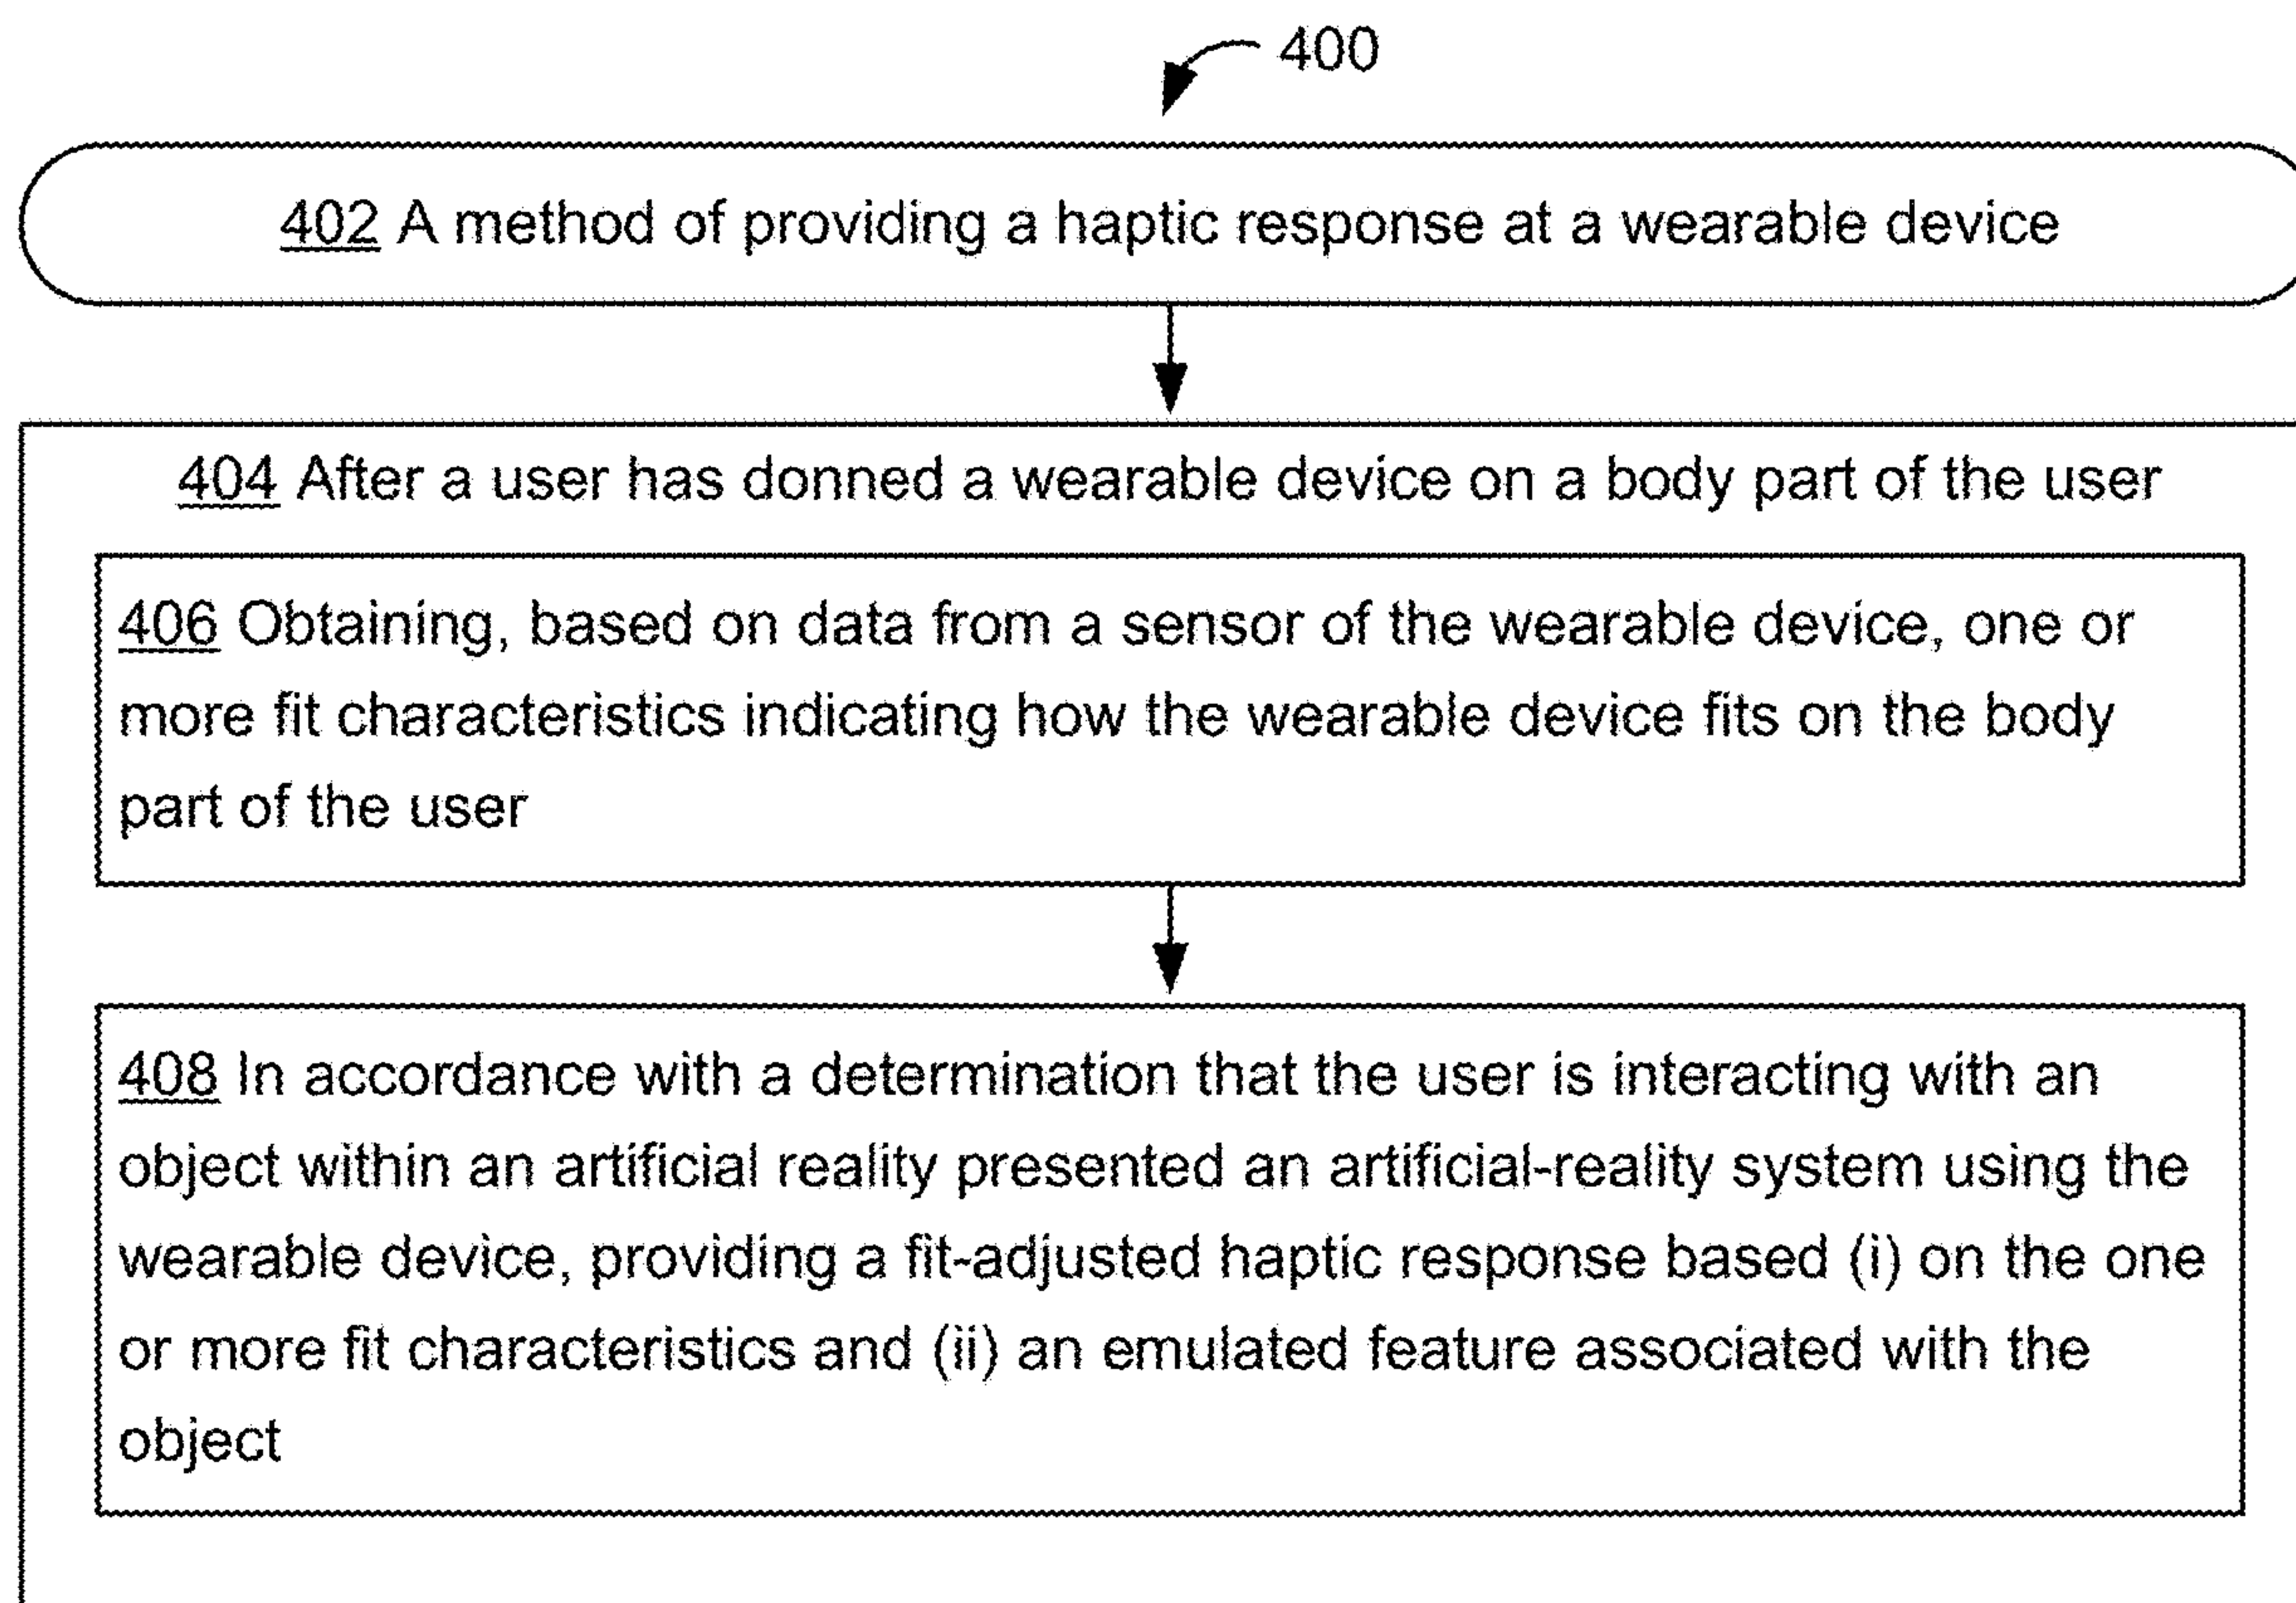 400
402 A method of providing a haptic response at a wearable device
404 After a user has donned a wearable device on a body part of the user
406 Obtaining, based on data from a sensor of the wearable device, one or
more fit characteristics indicating how the wearable device fits on the body
part of the user
408 In accordance with a determination that the user is interacting with an
object within an artificial reality presented an artificial-reality system using the
wearable device, providing a fit-adjusted haptic response based (i) on the one
or more fit characteristics and (ii) an emulated feature associated with the
object